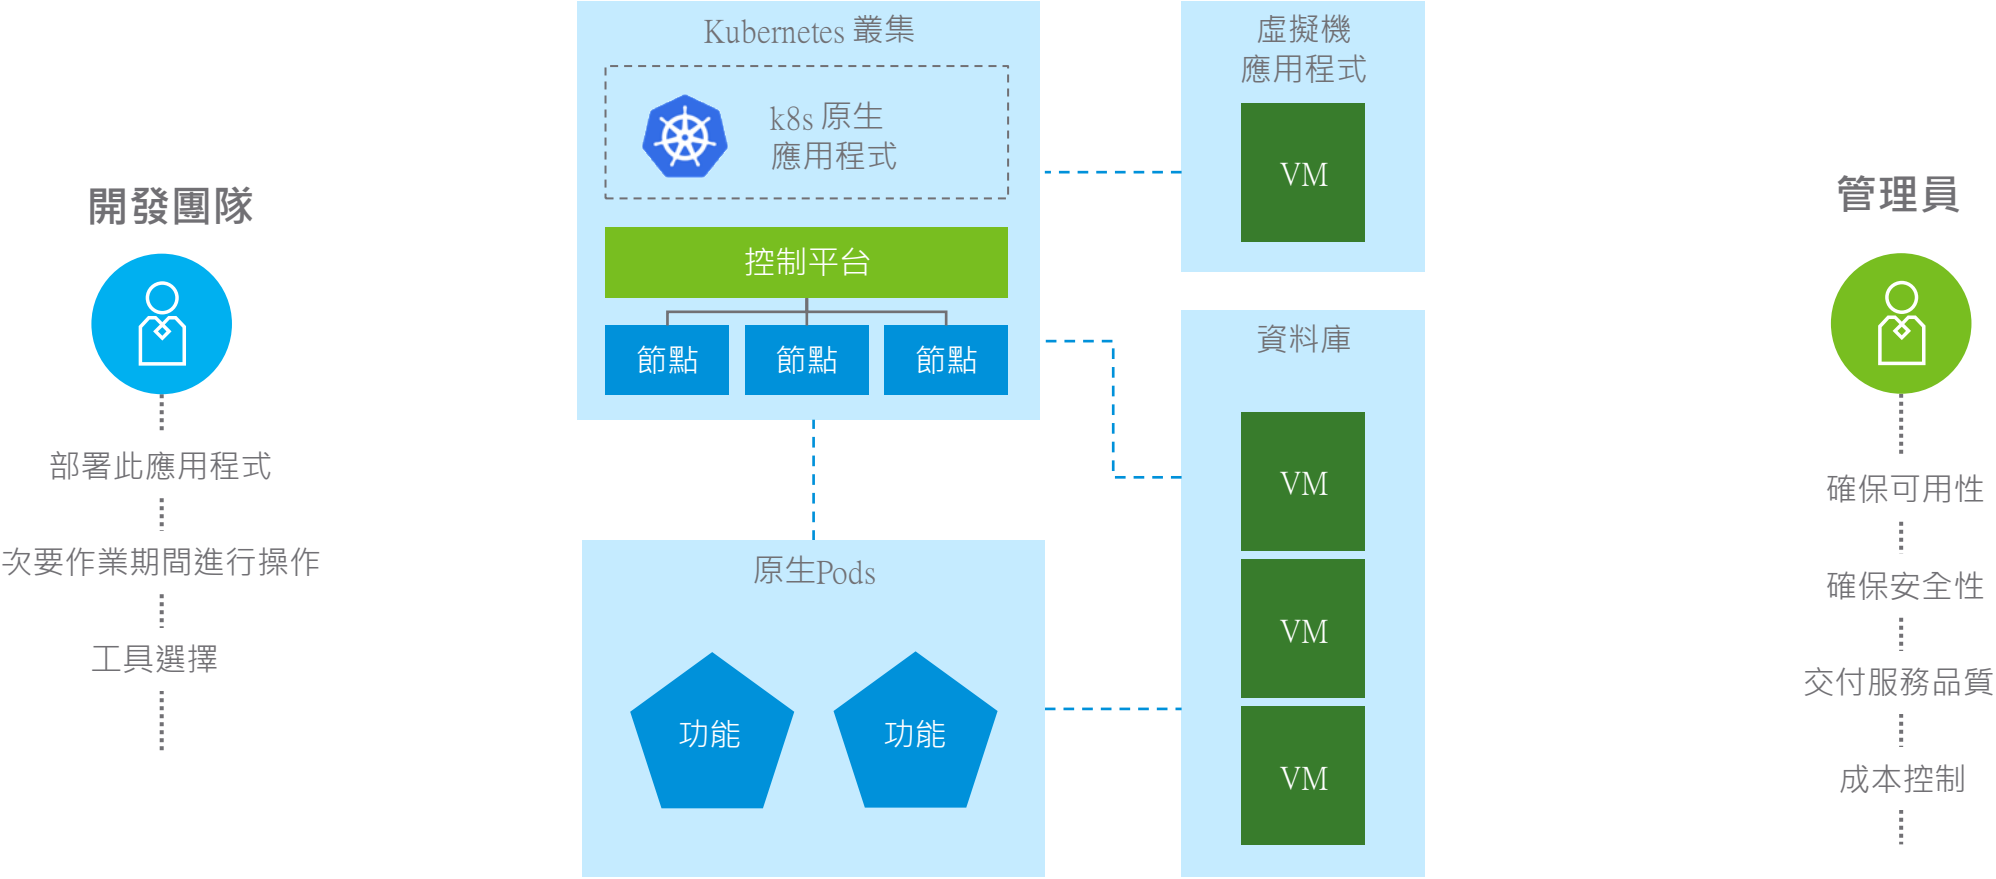 開發團隊
部署此應用程式
次要作業期間進行操作
工具選擇
Kubernetes 叢集
k8s 原生
應用程式
控制平台
節點
節點
節點
原生Pods
功能
功能
虛擬機
應用程式
VM
資料庫
VM
VM
VM
管理員
確保可用性
確保安全性
交付服務品質
成本控制